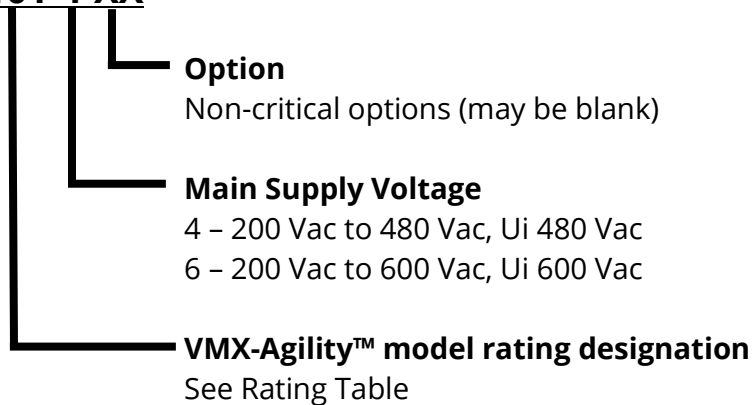 Option
Non-critical options (may be blank)
Main Supply Voltage
4 – 200 Vac to 480 Vac, Ui 480 Vac
6 – 200 Vac to 600 Vac, Ui 600 Vac
VMX-Agility™ model rating designation
See Rating Table